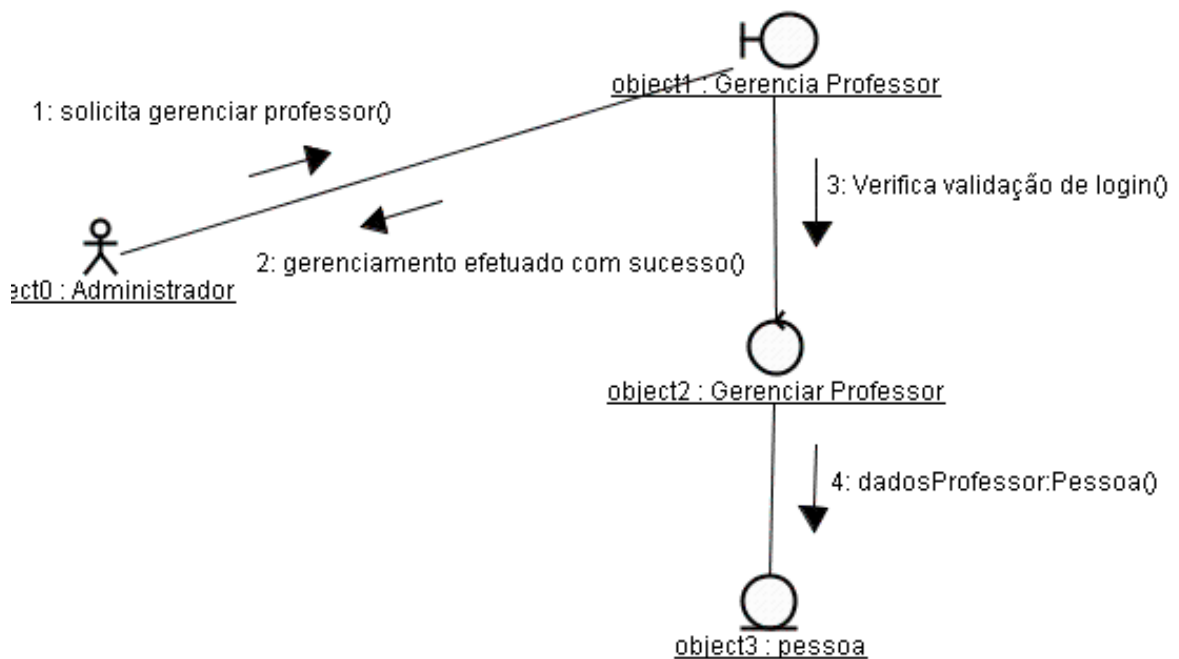 object1 : Gerencia Professor
1: solicita gerenciar professor()
3: Verifica validação de login()
2: gerenciamento efetuado com sucesso()
ect0 : Administrador
object2 : Gerenciar Professor
4: dadosProfessor:Pessoa()
object3 : pessoa